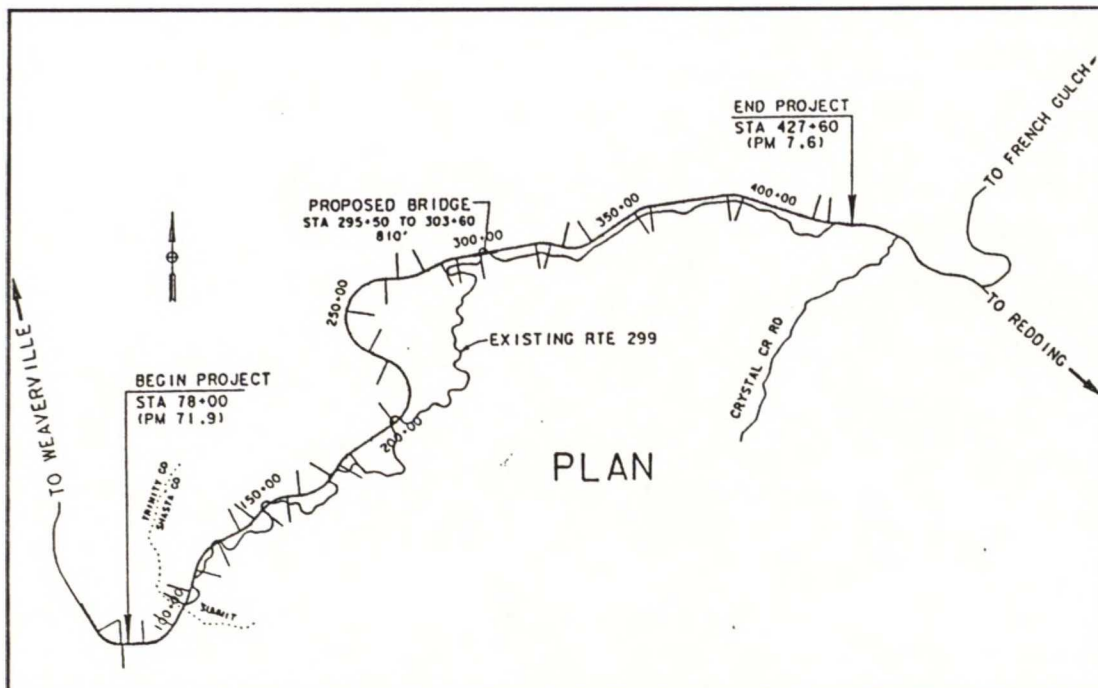 TO FRENCH GULCH
END PROJECT
STA 427+60
(PM 7.6)
400+00
350+00
PROPOSED BRIDGE
STA 295+50 TO 303+60
810'
300+00
250+00
EXISTING RTE 299
TO REDDING
CRYSTAL CR RD
TO WEAVERVILLE
BEGIN PROJECT
STA 78+00
(PM 71.9)
200+00
PLAN
150+00
TRINITY CO
SHASTA CO
100+00
SUMMIT